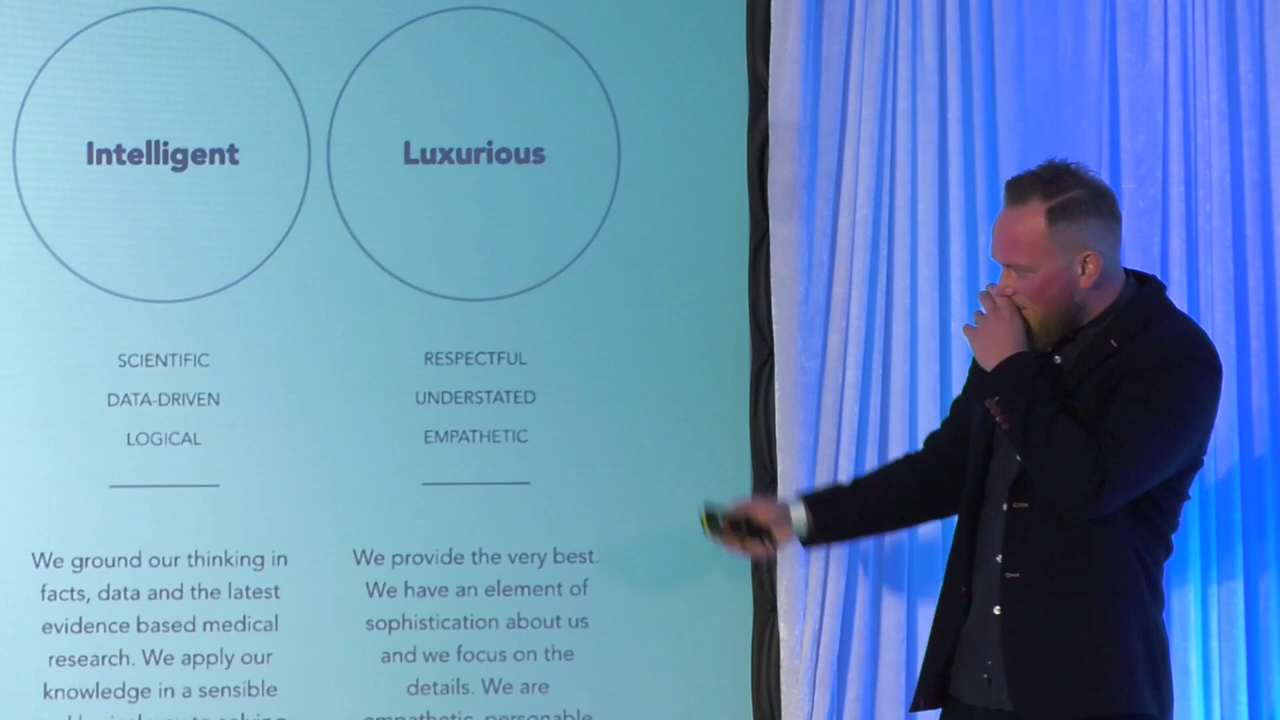 Intelligent
SCIENTIFIC
DATA-DRIVEN
LOGICAL
We ground our thinking in
facts, data and the latest
evidence based medical
research. We apply our
knowledge in a sensible
Luxurious
RESPECTFUL
UNDERSTATED
EMPATHETIC
We provide the very best.
We have an element of
sophistication about us
and we focus on the
details. We are
empathetic, personable